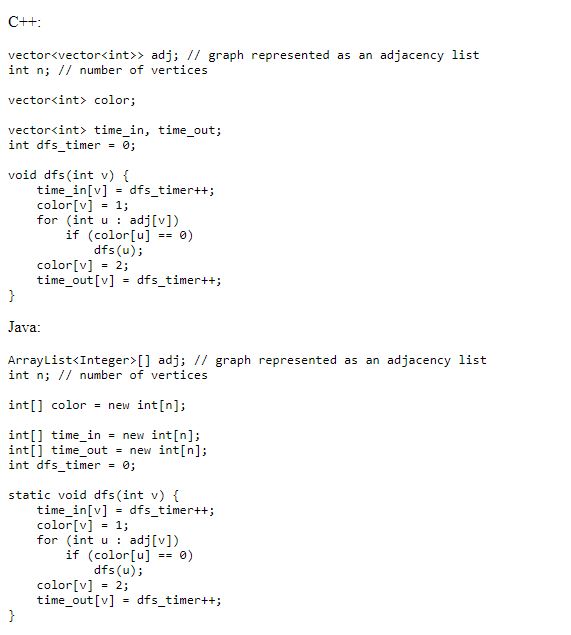 C++:
vector<vector<int>> adj; // graph represented as an adjacency list
int n; // number of vertices
vector<int> color;
vector<int> time_in, time_out;
int dfs_timer = 0;
void dfs(int v) {
    time_in[v] = dfs_timer++;
    color[v] = 1;
    for (int u : adj[v])
        if (color[u] == 0)
            dfs(u);
    color[v] = 2;
    time_out[v] = dfs_timer++;
}
Java:
ArrayList<Integer>[] adj; // graph represented as an adjacency list
int n; // number of vertices
int[] color = new int[n];
int[] time_in = new int[n];
int[] time_out = new int[n];
int dfs_timer = 0;
static void dfs(int v) {
    time_in[v] = dfs_timer++;
    color[v] = 1;
    for (int u : adj[v])
        if (color[u] == 0)
            dfs(u);
    color[v] = 2;
    time_out[v] = dfs_timer++;
}